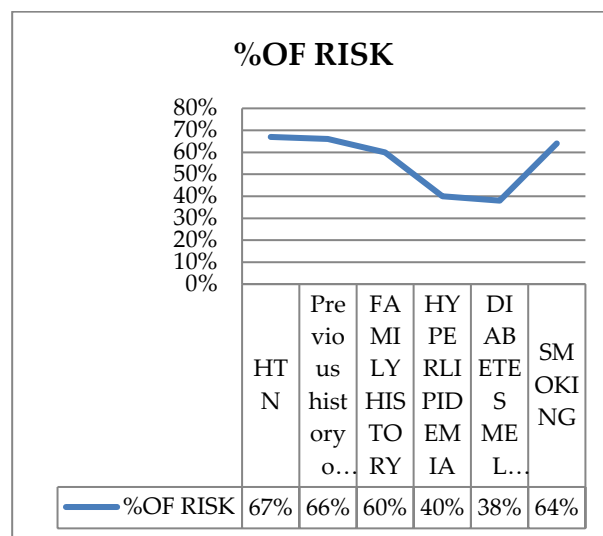 %OF RISK
80%
70%
60%
50%
40%
30%
20%
10%
0%
HT
N
Pre
vio
us
hist
ory
o...
FA
MI
LY
HIS
TO
RY
HY
PE
RLI
PID
EM
IA
DI
AB
ETE
S
ME
L...
SM
OKI
NG
%OF RISK 67% 66% 60% 40% 38% 64%